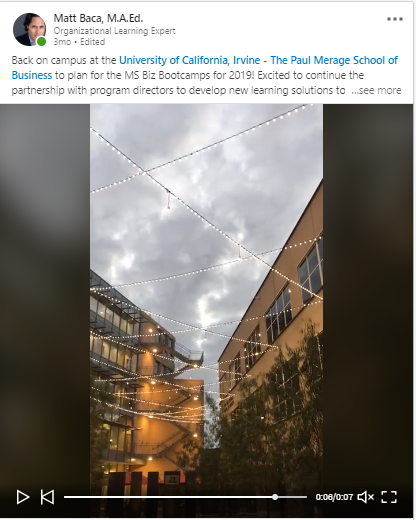 Matt Baca, M.A.Ed.
Organizational Learning Expert
3mo • Edited
Back on campus at the University of California, Irvine - The Paul Merage School of
Business to plan for the MS Biz Bootcamps for 2019! Excited to continue the
partnership with program directors to develop new learning solutions to ...see more
0:06/0:07